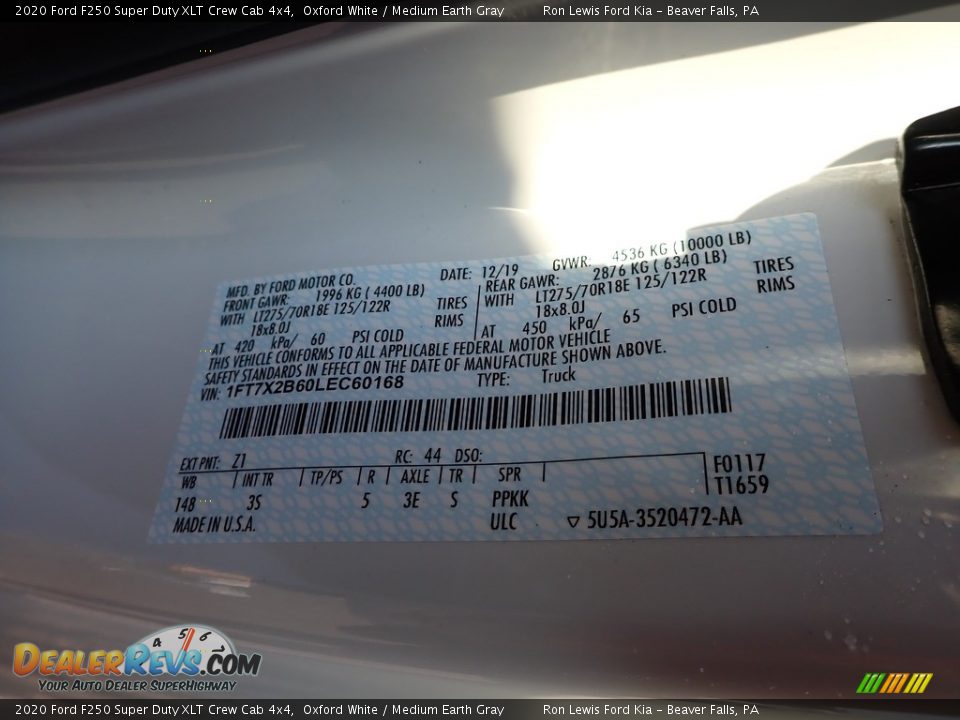 2020 Ford F250 Super Duty XLT Crew Cab 4x4, Oxford White / Medium Earth Gray Ron Lewis Ford Kia - Beaver Falls, PA
MFD. BY FORD MOTOR CO. DATE: 12/19 GVWR: 4536 KG (10000 LB)
FRONT GAWR: 1996 KG (4400 LB) REAR GAWR: 2876 KG (6340 LB)
WITH LT275/70R18E 125/122R TIRES WITH LT275/70R18E 125/122R TIRES
18x8.0J RIMS 18x8.0J RIMS
AT 420 kPa/ 60 PSI COLD AT 450 kPa/ 65 PSI COLD
THIS VEHICLE CONFORMS TO ALL APPLICABLE FEDERAL MOTOR VEHICLE
SAFETY STANDARDS IN EFFECT ON THE DATE OF MANUFACTURE SHOWN ABOVE.
VIN: 1FT7X2B60LEC60168 TYPE: Truck
EXT PNT: Z1 RC: 44 DSO:
WB INT TR TP/PS R AXLE TR SPR F0117
148 3S 5 3E S PPKK T1659
MADE IN U.S.A. ULC ▽ 5U5A-3520472-AA
4 5 6
DEALERREVS.COM
YOUR AUTO DEALER SUPERHIGHWAY
2020 Ford F250 Super Duty XLT Crew Cab 4x4, Oxford White / Medium Earth Gray Ron Lewis Ford Kia - Beaver Falls, PA